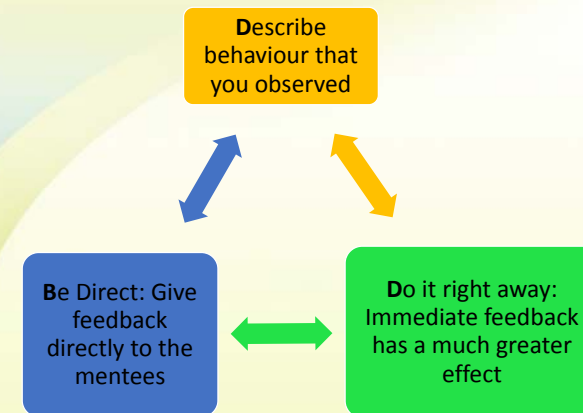 Describe
behaviour that
you observed
Be Direct: Give
feedback
directly to the
mentees
Do it right away:
Immediate feedback
has a much greater
effect